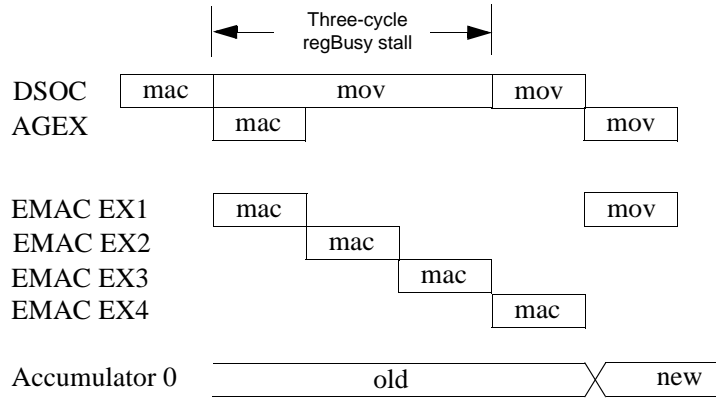 Three-cycle
regBusy stall
DSOC mac mov mov
AGEX mac mov
EMAC EX1 mac mov
EMAC EX2 mac
EMAC EX3 mac
EMAC EX4 mac
Accumulator 0 old new